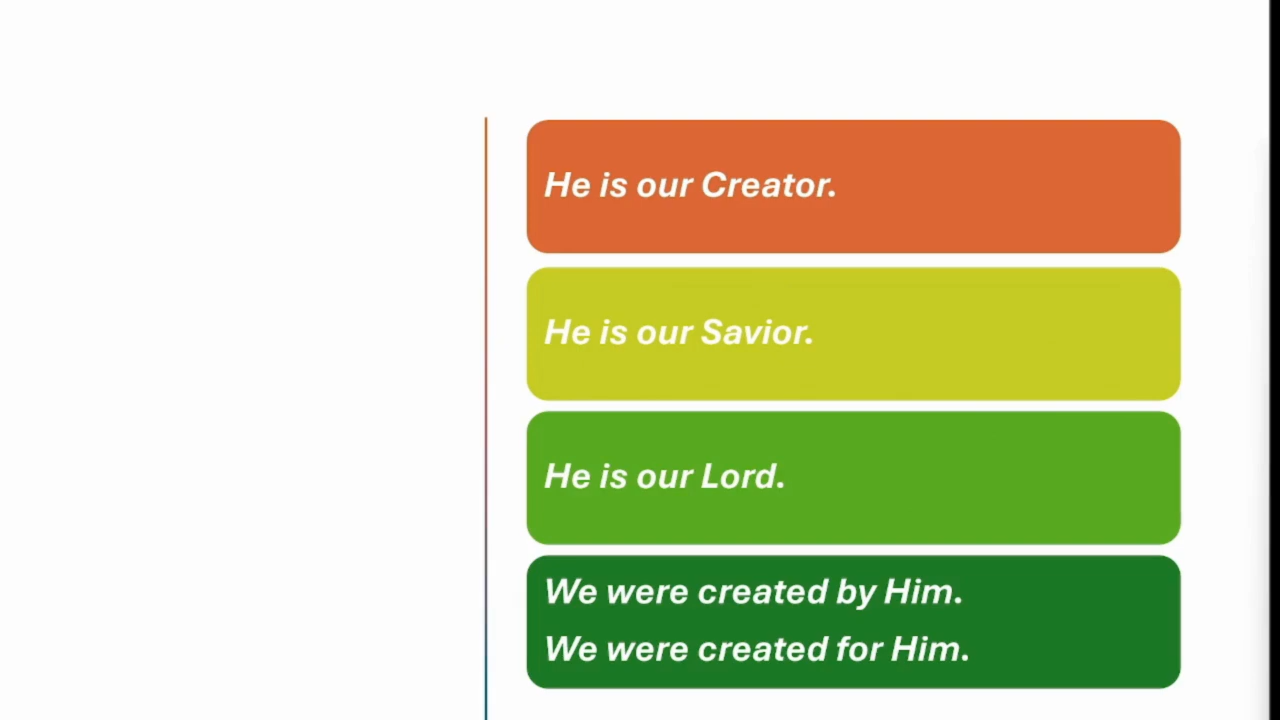 He is our Creator.
He is our Savior.
He is our Lord.
We were created by Him.
We were created for Him.